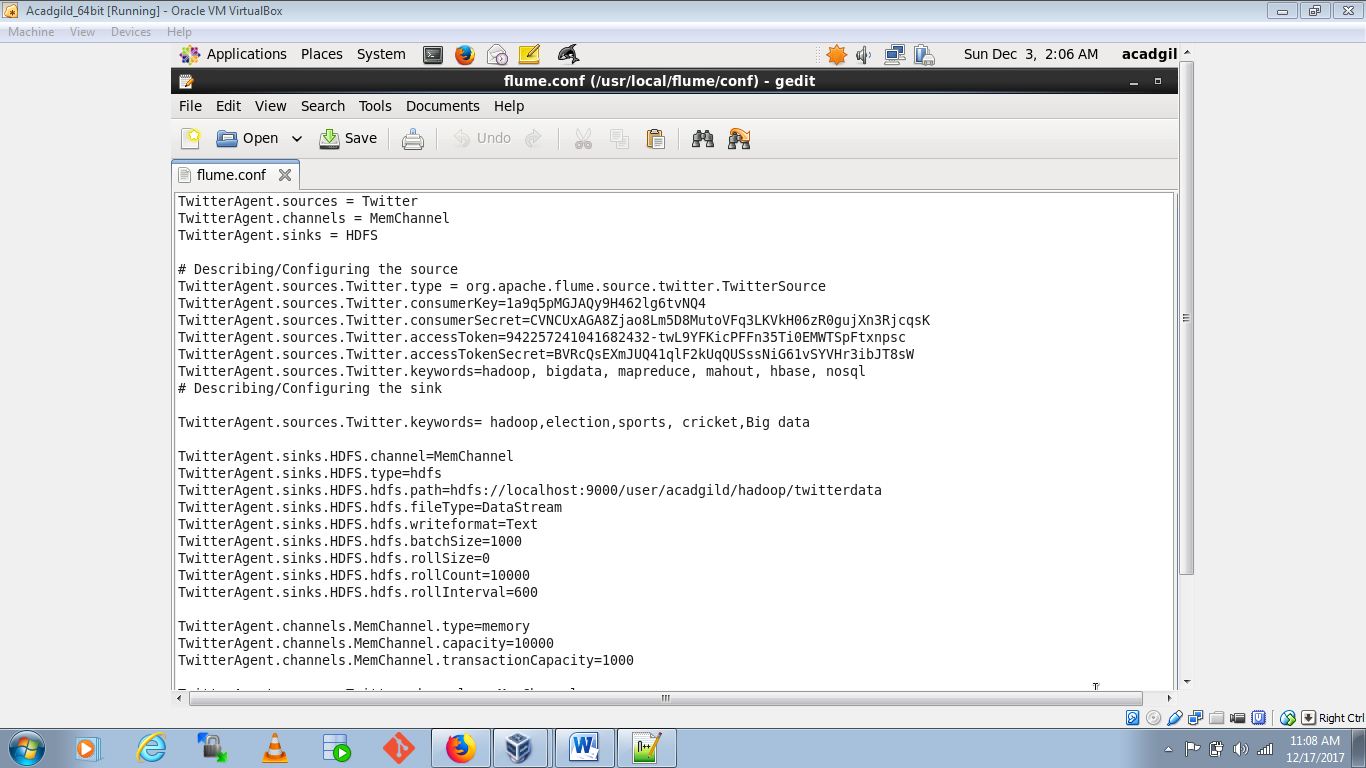 Acadgild_64bit [Running] - Oracle VM VirtualBox
Machine View Devices Help
Applications Places System Sun Dec 3, 2:06 AM acadgil
flume.conf (/usr/local/flume/conf) - gedit
File Edit View Search Tools Documents Help
Open Save Undo
flume.conf
TwitterAgent.sources = Twitter
TwitterAgent.channels = MemChannel
TwitterAgent.sinks = HDFS
# Describing/Configuring the source
TwitterAgent.sources.Twitter.type = org.apache.flume.source.twitter.TwitterSource
TwitterAgent.sources.Twitter.consumerKey=1a9q5pMGJAQy9H462lg6tvNQ4
TwitterAgent.sources.Twitter.consumerSecret=CVNCUxAGA8Zjao8Lm5D8MutoVFq3LKVkH06zR0gujXn3RjcqsK
TwitterAgent.sources.Twitter.accessToken=942257241041682432-twL9YFKicPFFn35Ti0EMWTSpFtxnpsc
TwitterAgent.sources.Twitter.accessTokenSecret=BVRcQsEXmJUQ41qlF2kUqQUSssNiG61vSYVHr3ibJT8sW
TwitterAgent.sources.Twitter.keywords=hadoop, bigdata, mapreduce, mahout, hbase, nosql
# Describing/Configuring the sink
TwitterAgent.sources.Twitter.keywords= hadoop,election,sports, cricket,Big data
TwitterAgent.sinks.HDFS.channel=MemChannel
TwitterAgent.sinks.HDFS.type=hdfs
TwitterAgent.sinks.HDFS.hdfs.path=hdfs://localhost:9000/user/acadgild/hadoop/twitterdata
TwitterAgent.sinks.HDFS.hdfs.fileType=DataStream
TwitterAgent.sinks.HDFS.hdfs.writeformat=Text
TwitterAgent.sinks.HDFS.hdfs.batchSize=1000
TwitterAgent.sinks.HDFS.hdfs.rollSize=0
TwitterAgent.sinks.HDFS.hdfs.rollCount=10000
TwitterAgent.sinks.HDFS.hdfs.rollInterval=600
TwitterAgent.channels.MemChannel.type=memory
TwitterAgent.channels.MemChannel.capacity=10000
TwitterAgent.channels.MemChannel.transactionCapacity=1000
Right Ctrl
11:08 AM
12/17/2017